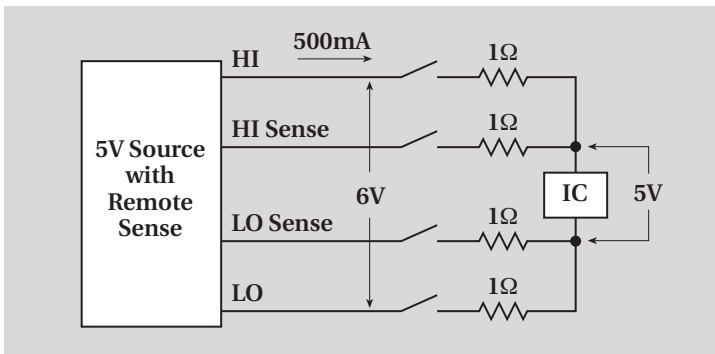 500mA
HI
1Ω
HI Sense
1Ω
5V Source
with
Remote
Sense
6V
IC
5V
LO Sense
1Ω
LO
1Ω